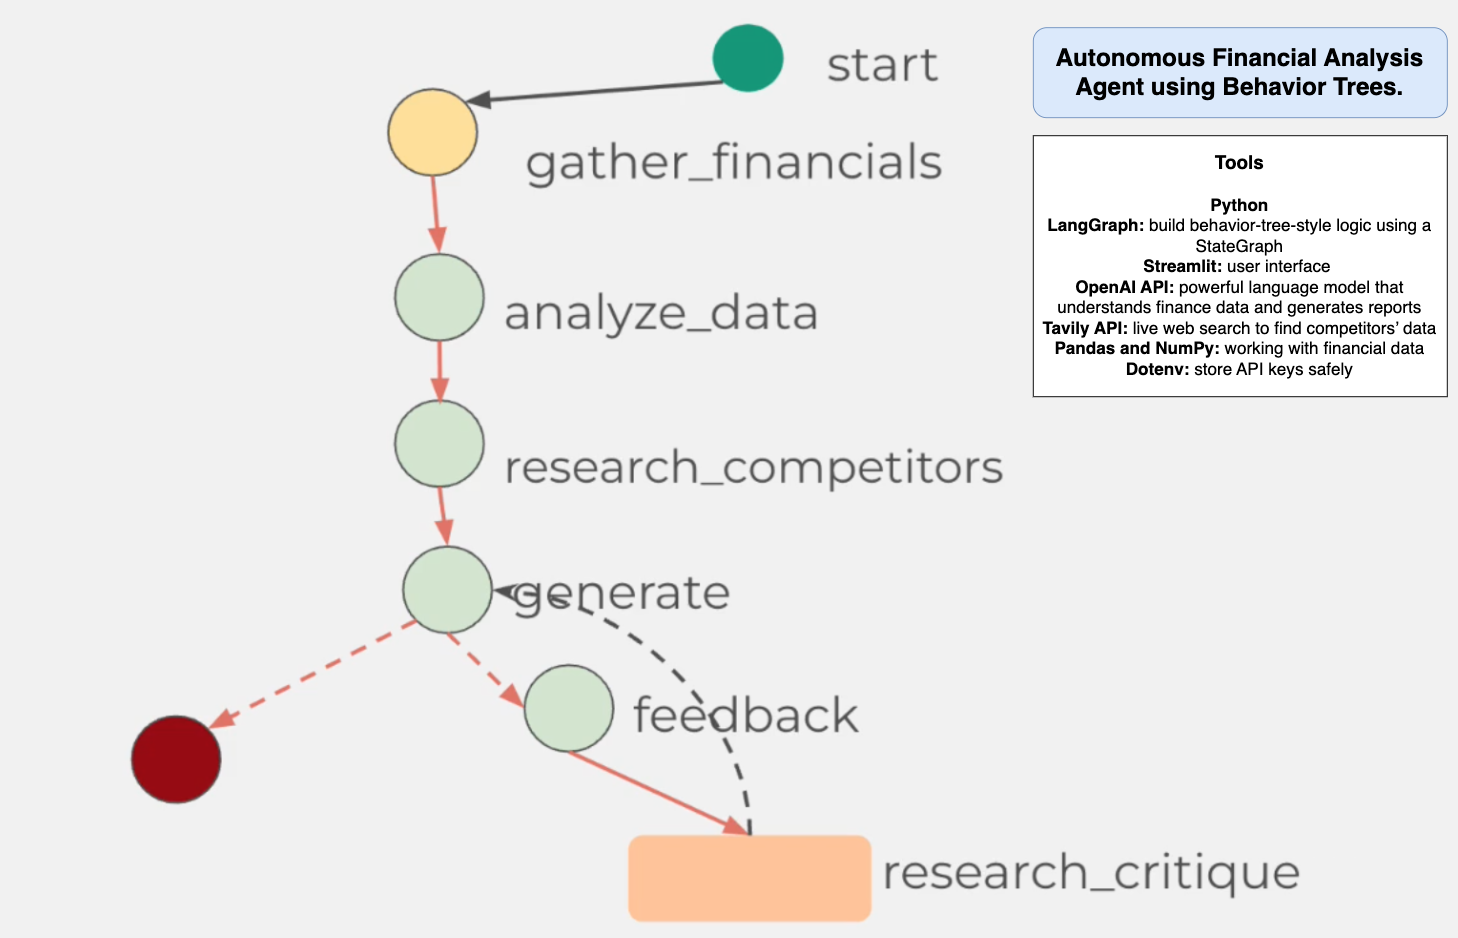 start
Autonomous Financial Analysis
Agent using Behavior Trees.
gather_financials
Tools
Python
LangGraph: build behavior-tree-style logic using a
StateGraph
Streamlit: user interface
OpenAI API: powerful language model that
understands finance data and generates reports
Tavily API: live web search to find competitors’ data
Pandas and NumPy: working with financial data
Dotenv: store API keys safely
analyze_data
research_competitors
generate
feedback
research_critique